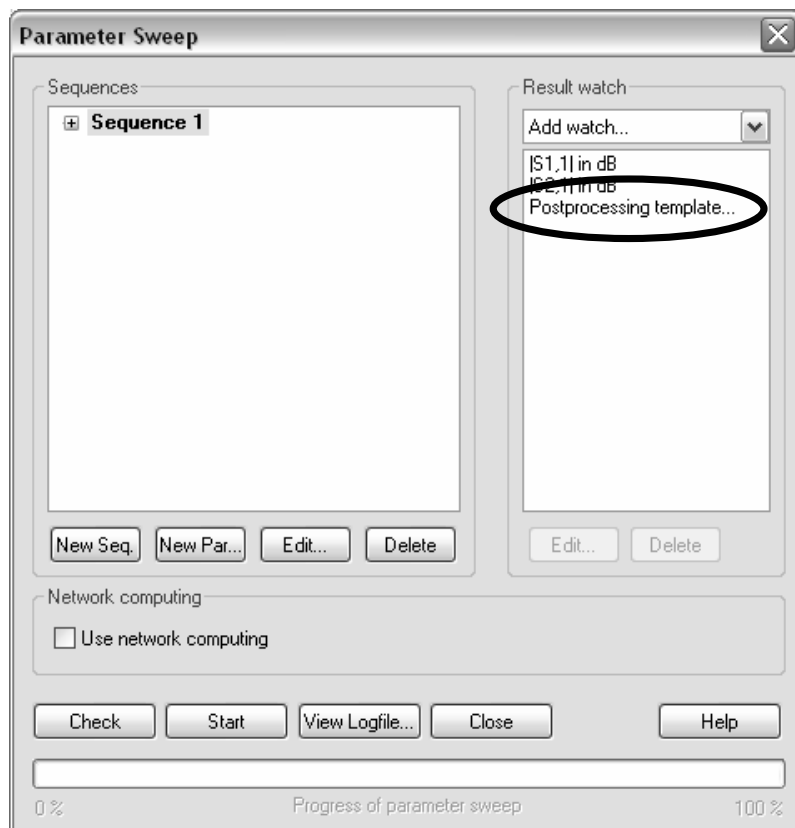 Parameter Sweep
Sequences
Sequence 1
New Seq.
New Par...
Edit...
Delete
Result watch
Add watch...
|S1,1| in dB
|S2,1| in dB
Postprocessing template...
Edit...
Delete
Network computing
Use network computing
Check
Start
View Logfile...
Close
Help
0 %
Progress of parameter sweep
100 %